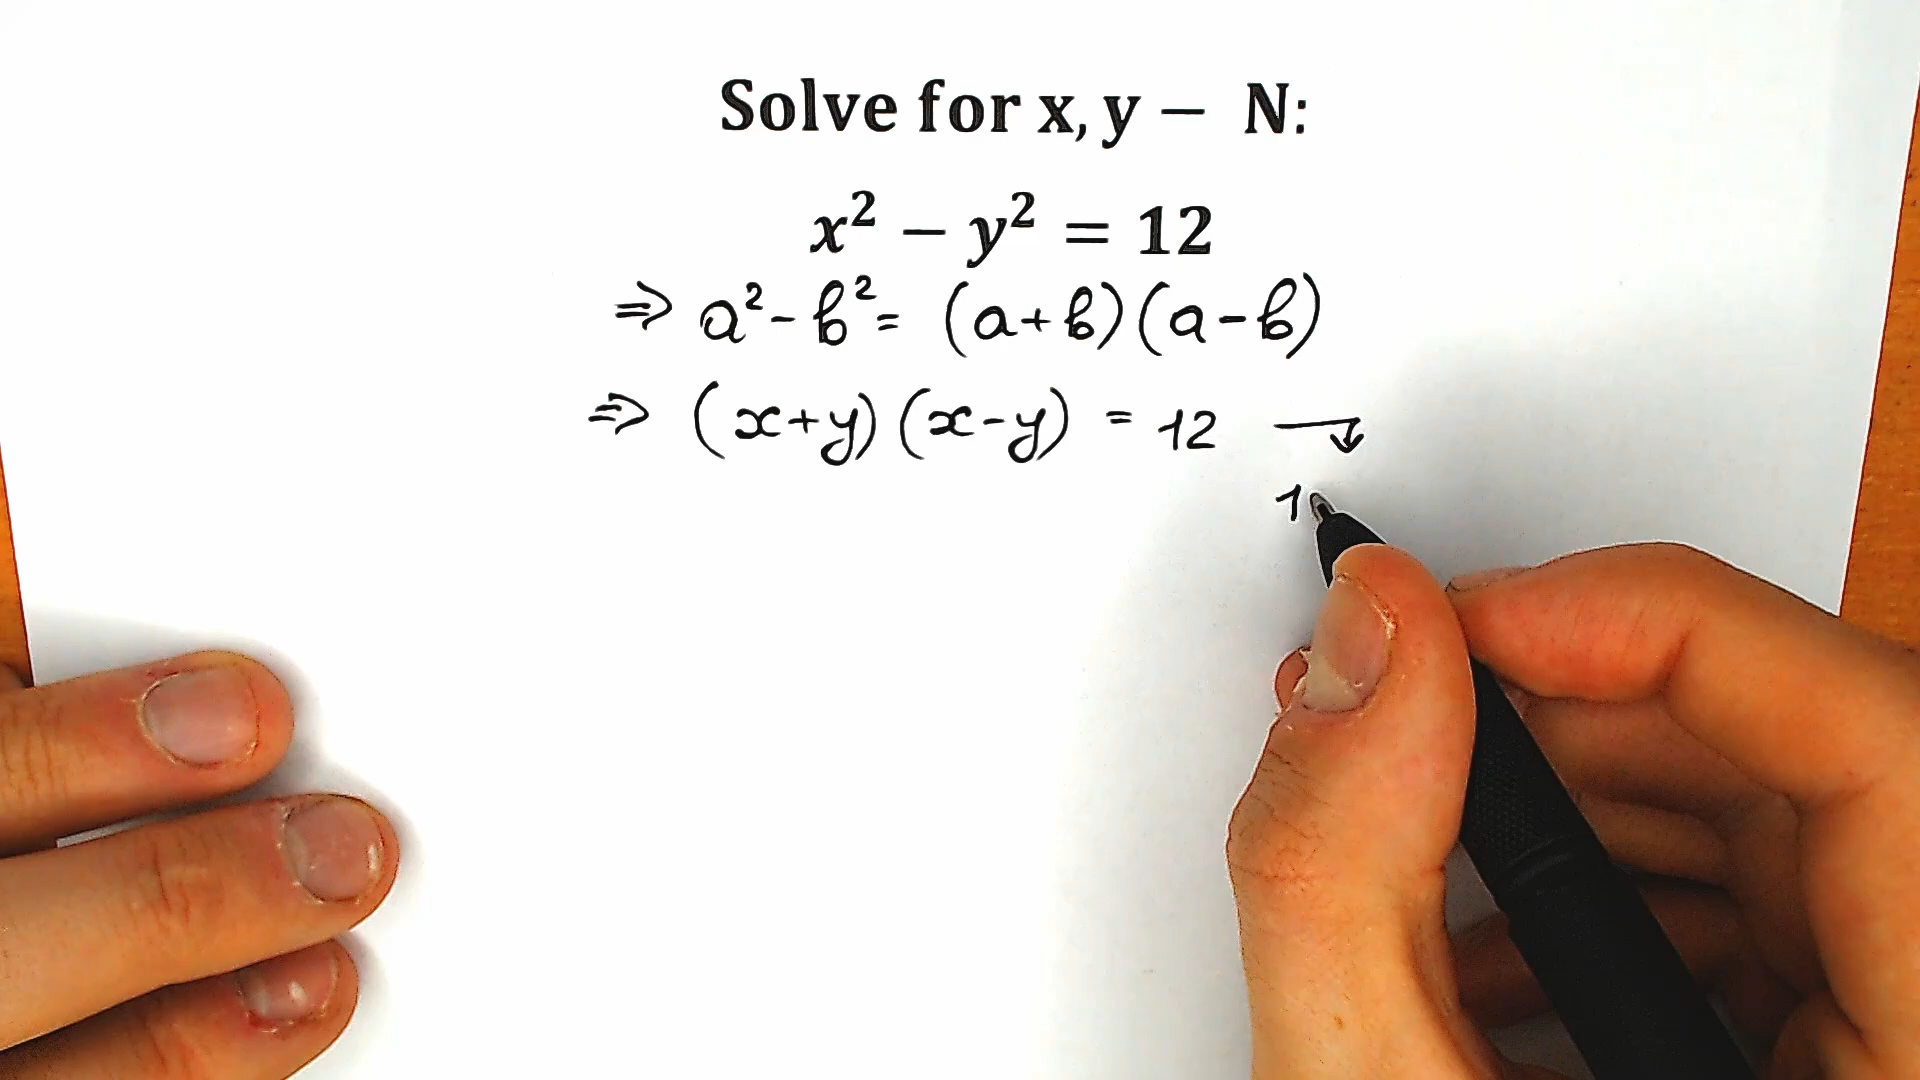 Solve for x, y − N:
x² − y² = 12
⇒ a² - b² = (a+b)(a-b)
⇒ (x+y)(x-y) = 12
1